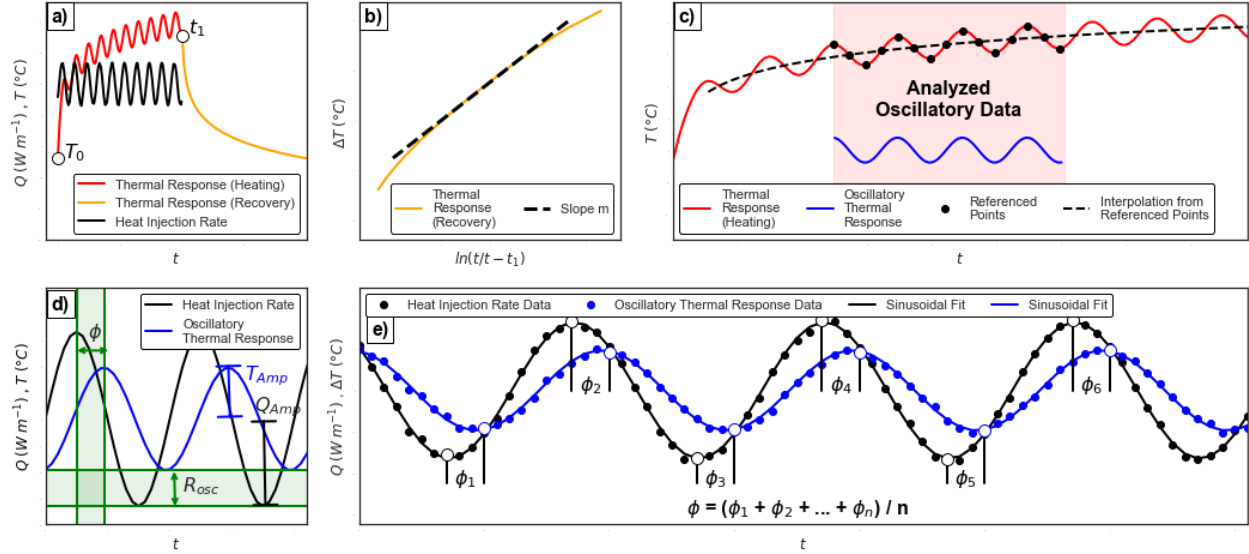 a)
t₁
T₀
Q (W m⁻¹) , T (°C)
Thermal Response (Heating)
Thermal Response (Recovery)
Heat Injection Rate
t
b)
ΔT (°C)
Thermal
Response
(Recovery)
Slope m
ln(t/t − t₁)
c)
T (°C)
Analyzed
Oscillatory Data
Thermal
Response
(Heating)
Oscillatory
Thermal
Response
Referenced
Points
Interpolation from
Referenced Points
t
d)
Q (W m⁻¹) , T (°C)
Heat Injection Rate
Oscillatory
Thermal Response
ϕ
T_Amp
Q_Amp
R_osc
t
e)
Q (W m⁻¹) , ΔT (°C)
Heat Injection Rate Data
Oscillatory Thermal Response Data
Sinusoidal Fit
Sinusoidal Fit
ϕ₁
ϕ₂
ϕ₃
ϕ₄
ϕ₅
ϕ₆
ϕ = (ϕ₁ + ϕ₂ + ... + ϕₙ) / n
t